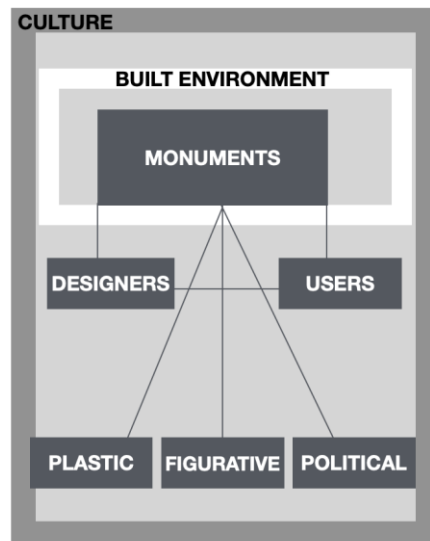 CULTURE
BUILT ENVIRONMENT
MONUMENTS
DESIGNERS
USERS
PLASTIC
FIGURATIVE
POLITICAL